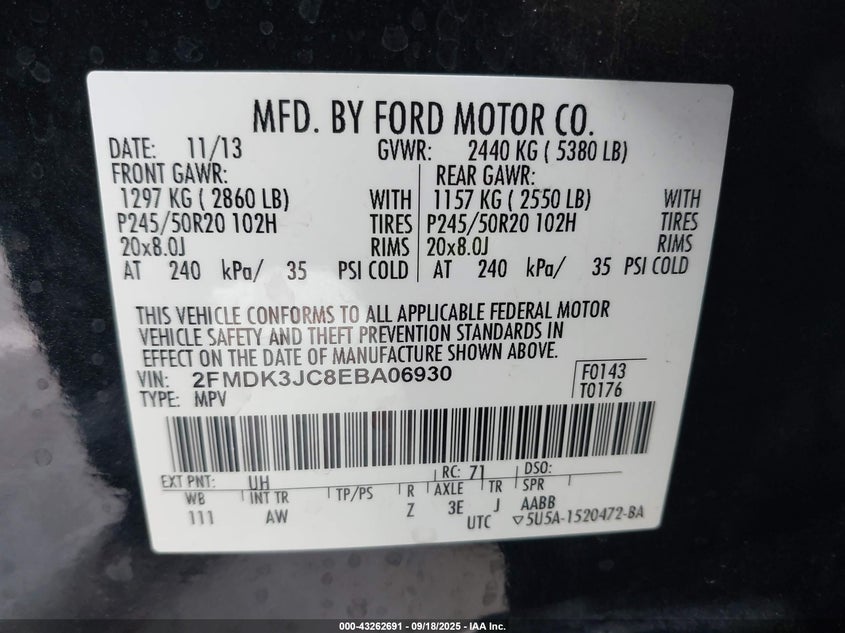 MFD. BY FORD MOTOR CO.
DATE: 11/13 GVWR: 2440 KG ( 5380 LB)
FRONT GAWR: REAR GAWR:
1297 KG ( 2860 LB) WITH 1157 KG ( 2550 LB) WITH
P245/50R20 102H TIRES P245/50R20 102H TIRES
20x8.0J RIMS 20x8.0J RIMS
AT 240 kPa/ 35 PSI COLD AT 240 kPa/ 35 PSI COLD
THIS VEHICLE CONFORMS TO ALL APPLICABLE FEDERAL MOTOR
VEHICLE SAFETY AND THEFT PREVENTION STANDARDS IN
EFFECT ON THE DATE OF MANUFACTURE SHOWN ABOVE.
VIN: 2FMDK3JC8EBA06930 F0143
TYPE: MPV T0176
EXT PNT: UH RC: 71 DSO:
WB INT TR TP/PS R AXLE TR SPR
111 AW Z 3E J AABB
UTC ▽5U5A-1520472-BA
000-43262691 - 09/18/2025 - IAA Inc.